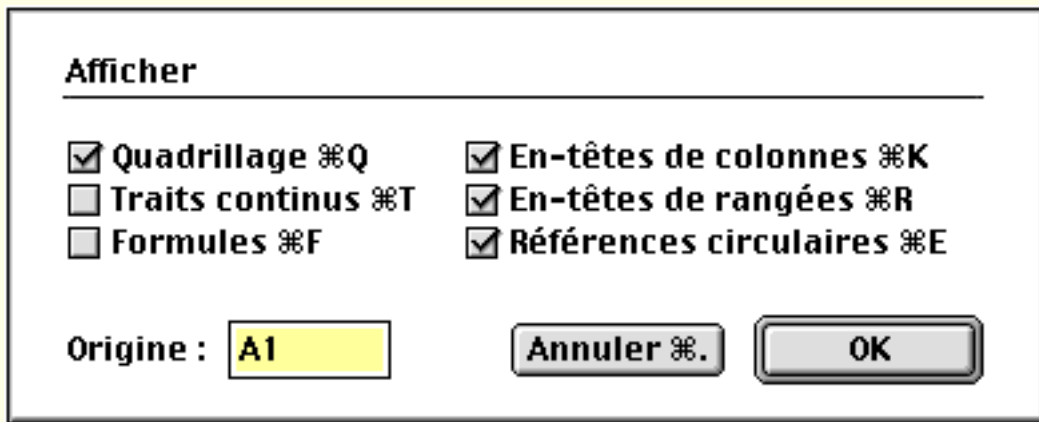 Afficher
Quadrillage ⌘Q
En-têtes de colonnes ⌘K
Traits continus ⌘T
En-têtes de rangées ⌘R
Formules ⌘F
Références circulaires ⌘E
Origine : A1
Annuler ⌘.
OK